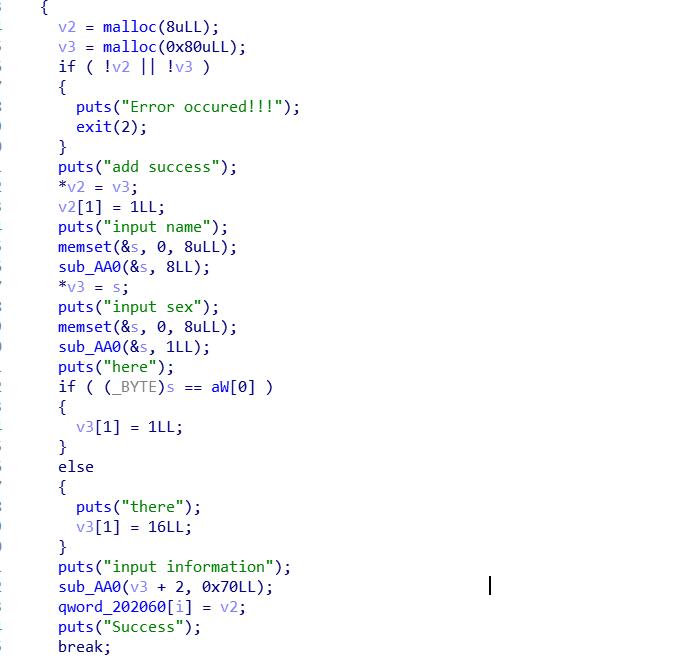 {
v2 = malloc(8uLL);
v3 = malloc(0x80uLL);
if ( !v2 || !v3 )
{
puts("Error occured!!!");
exit(2);
}
puts("add success");
*v2 = v3;
v2[1] = 1LL;
puts("input name");
memset(&s, 0, 8uLL);
sub_AA0(&s, 8LL);
*v3 = s;
puts("input sex");
memset(&s, 0, 8uLL);
sub_AA0(&s, 1LL);
puts("here");
if ( (_BYTE)s == aW[0] )
{
v3[1] = 1LL;
}
else
{
puts("there");
v3[1] = 16LL;
}
puts("input information");
sub_AA0(v3 + 2, 0x70LL);
qword_202060[i] = v2;
puts("Success");
break;